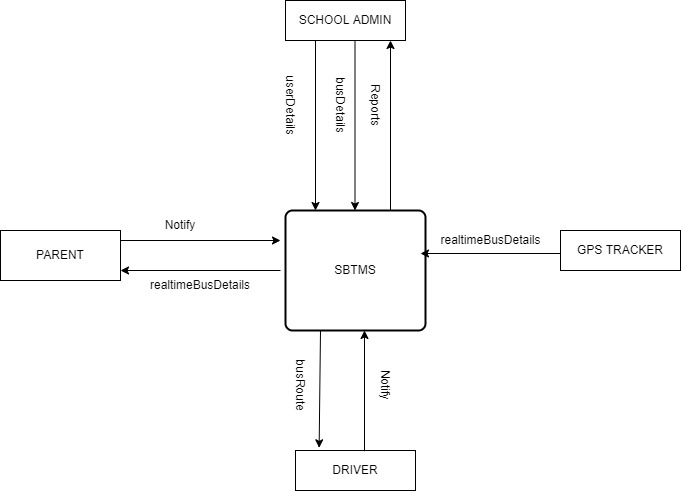 SCHOOL ADMIN
userDetails
busDetails
Reports
Notify
realtimeBusDetails
PARENT
GPS TRACKER
SBTMS
realtimeBusDetails
busRoute
Notify
DRIVER